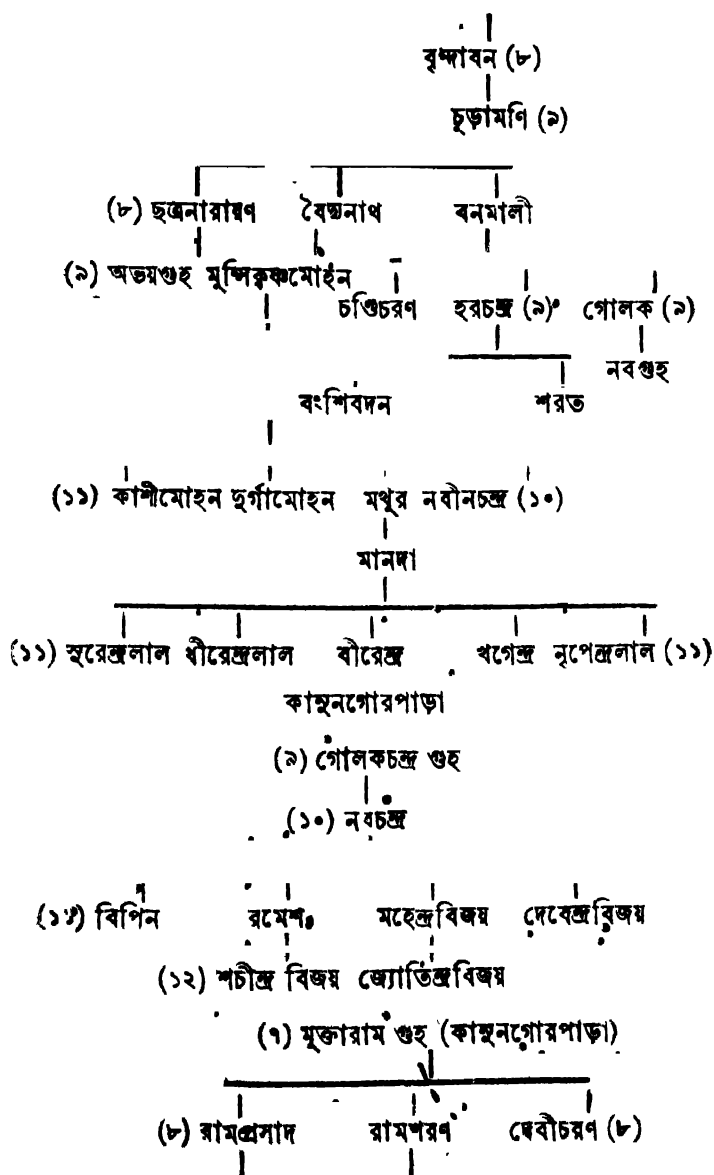 বৃন্দাবন (৮)
চূড়ামণি (৯)
(৮) ছত্রনারায়ণ বৈদ্যনাথ বনমালী
(৯) অভয়গুহ মুন্সিকৃষ্ণমোহন
চণ্ডিচরণ হরচন্দ্র (৯) গোলক (৯)
নবগুহ
বংশিবদন শরত
(১১) কাশীমোহন দুর্গামোহন মথুর নবীনচন্দ্র (১০)
মানদা
(১১) সুরেন্দ্রলাল ধীরেন্দ্রলাল বীরেন্দ্র খগেন্দ্র নৃপেন্দ্রলাল (১১)
কানুনগোরপাড়া
(৯) গোলকচন্দ্র গুহ
(১০) নবচন্দ্র
বিপিন রমেশ মহেন্দ্রবিজয় দেবেন্দ্রবিজয়
(১২) শচীন্দ্র বিজয় জ্যোতিন্দ্রবিজয়
(৭) মুক্তারাম গুহ (কানুনগোরপাড়া)
(৮) রামপ্রসাদ রামশরণ দেবীচরণ (৮)